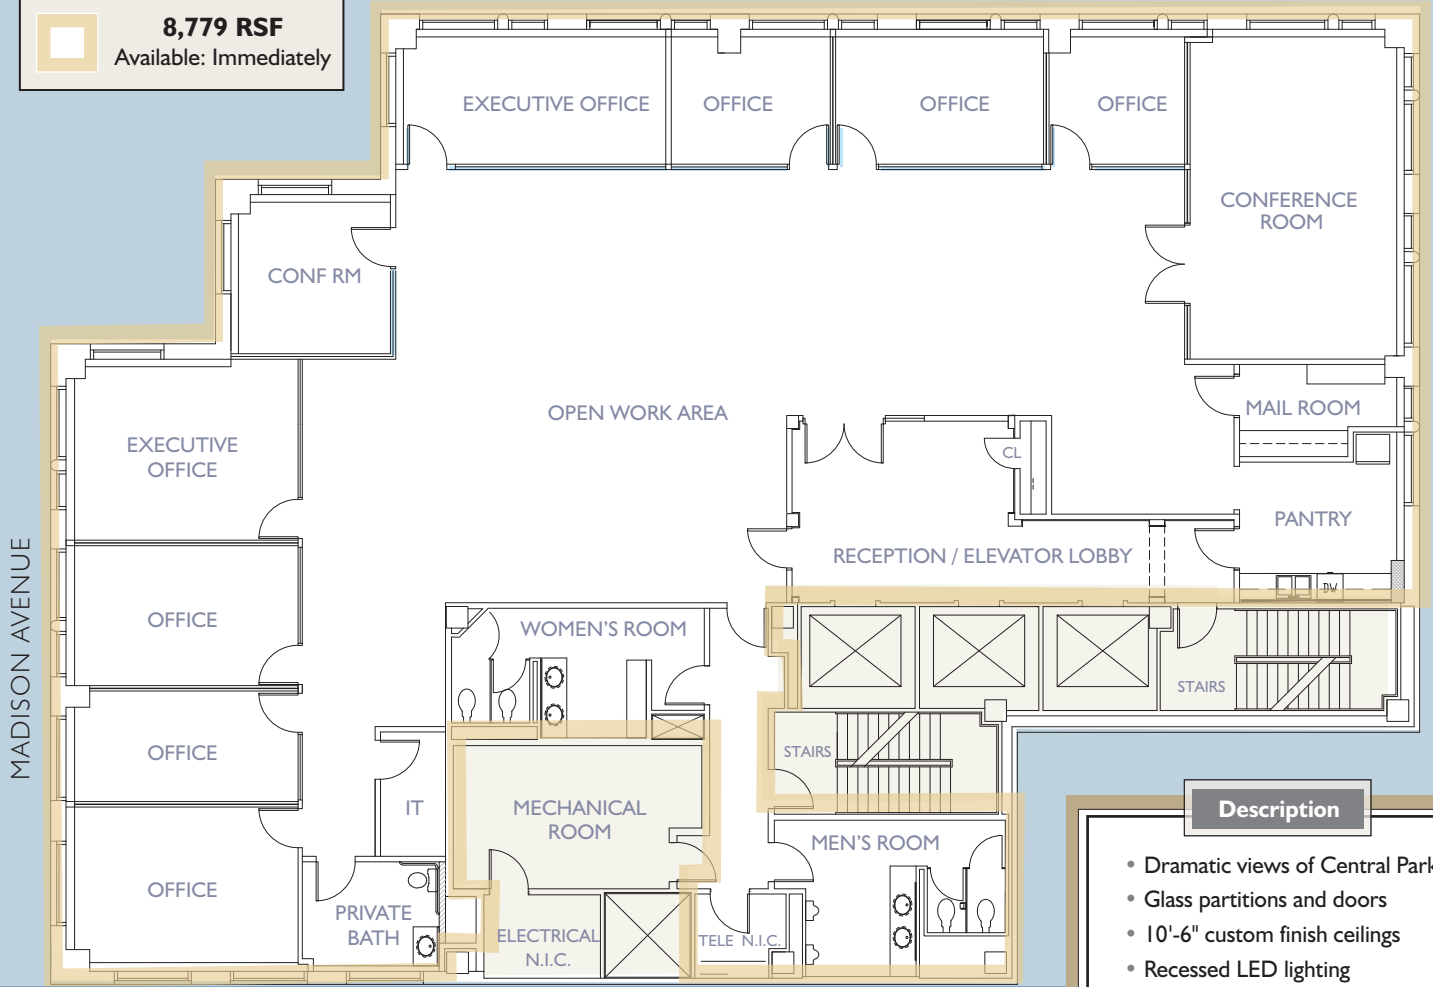 8,779 RSF
Available: Immediately
EXECUTIVE OFFICE
OFFICE
OFFICE
OFFICE
CONFERENCE
ROOM
CONF RM
OPEN WORK AREA
MAIL ROOM
EXECUTIVE
OFFICE
CL
PANTRY
RECEPTION / ELEVATOR LOBBY
DW
MADISON AVENUE
OFFICE
WOMEN'S ROOM
STAIRS
OFFICE
STAIRS
IT
MECHANICAL
ROOM
MEN'S ROOM
OFFICE
PRIVATE
BATH
ELECTRICAL
N.I.C.
TELE N.I.C.
Description
• Dramatic views of Central Park
• Glass partitions and doors
• 10'-6" custom finish ceilings
• Recessed LED lighting